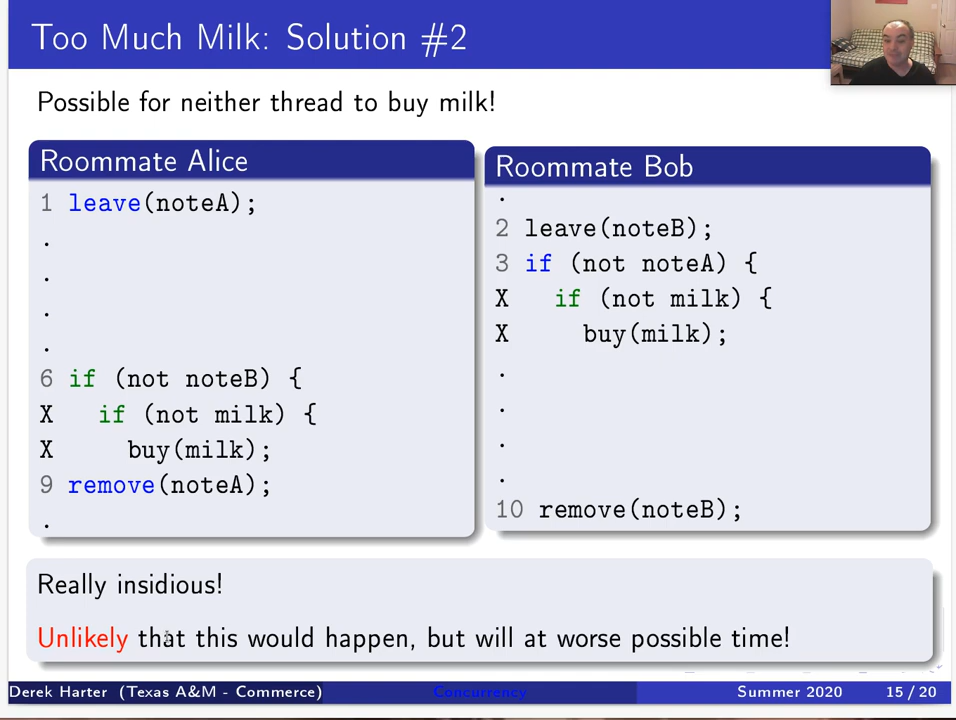 Too Much Milk: Solution #2
Possible for neither thread to buy milk!
Roommate Alice
1 leave(noteA);
.
.
.
.
6 if (not noteB) {
X if (not milk) {
X buy(milk);
9 remove(noteA);
.
Roommate Bob
.
2 leave(noteB);
3 if (not noteA) {
X if (not milk) {
X buy(milk);
.
.
.
.
10 remove(noteB);
Really insidious!
Unlikely that this would happen, but will at worse possible time!
Derek Harter (Texas A&M - Commerce) Concurrency Summer 2020 15 / 20